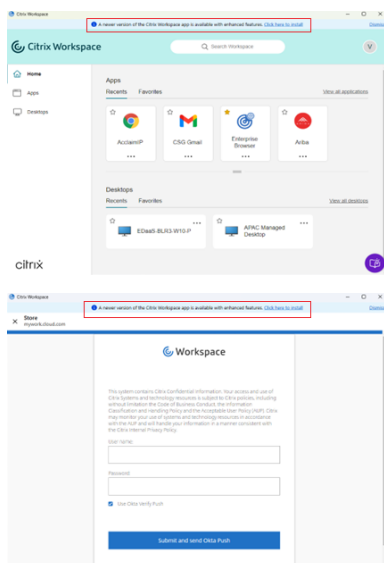 Citrix Workspace
A newer version of the Citrix Workspace app is available with enhanced features. Click here to install
Dismiss
Citrix Workspace
Search Workspace
V
Home
Apps
Desktops
Apps
Recents Favorites
View all applications
AcclaimIP
CSG Gmail
Enterprise
Browser
Ariba
Desktops
Recents Favorites
View all desktops
EDaaS-BLR3-W10-P
APAC Managed
Desktop
citrix
Citrix Workspace
A newer version of the Citrix Workspace app is available with enhanced features. Click here to install
Dismiss
Store
mywork.cloud.com
Workspace
This system contains Citrix Confidential information. Your access and use of
Citrix Systems and technology resources is subject to Citrix policies, including
without limitation the Code of Business Conduct, the Information
Classification and Handling Policy and the Acceptable Use Policy (AUP). Citrix
may monitor your use of systems and technology resources in accordance
with the AUP and will handle your information in a manner consistent with
the Citrix Internal Privacy Policy.
User name:
Password:
Use Okta Verify Push
Submit and send Okta Push